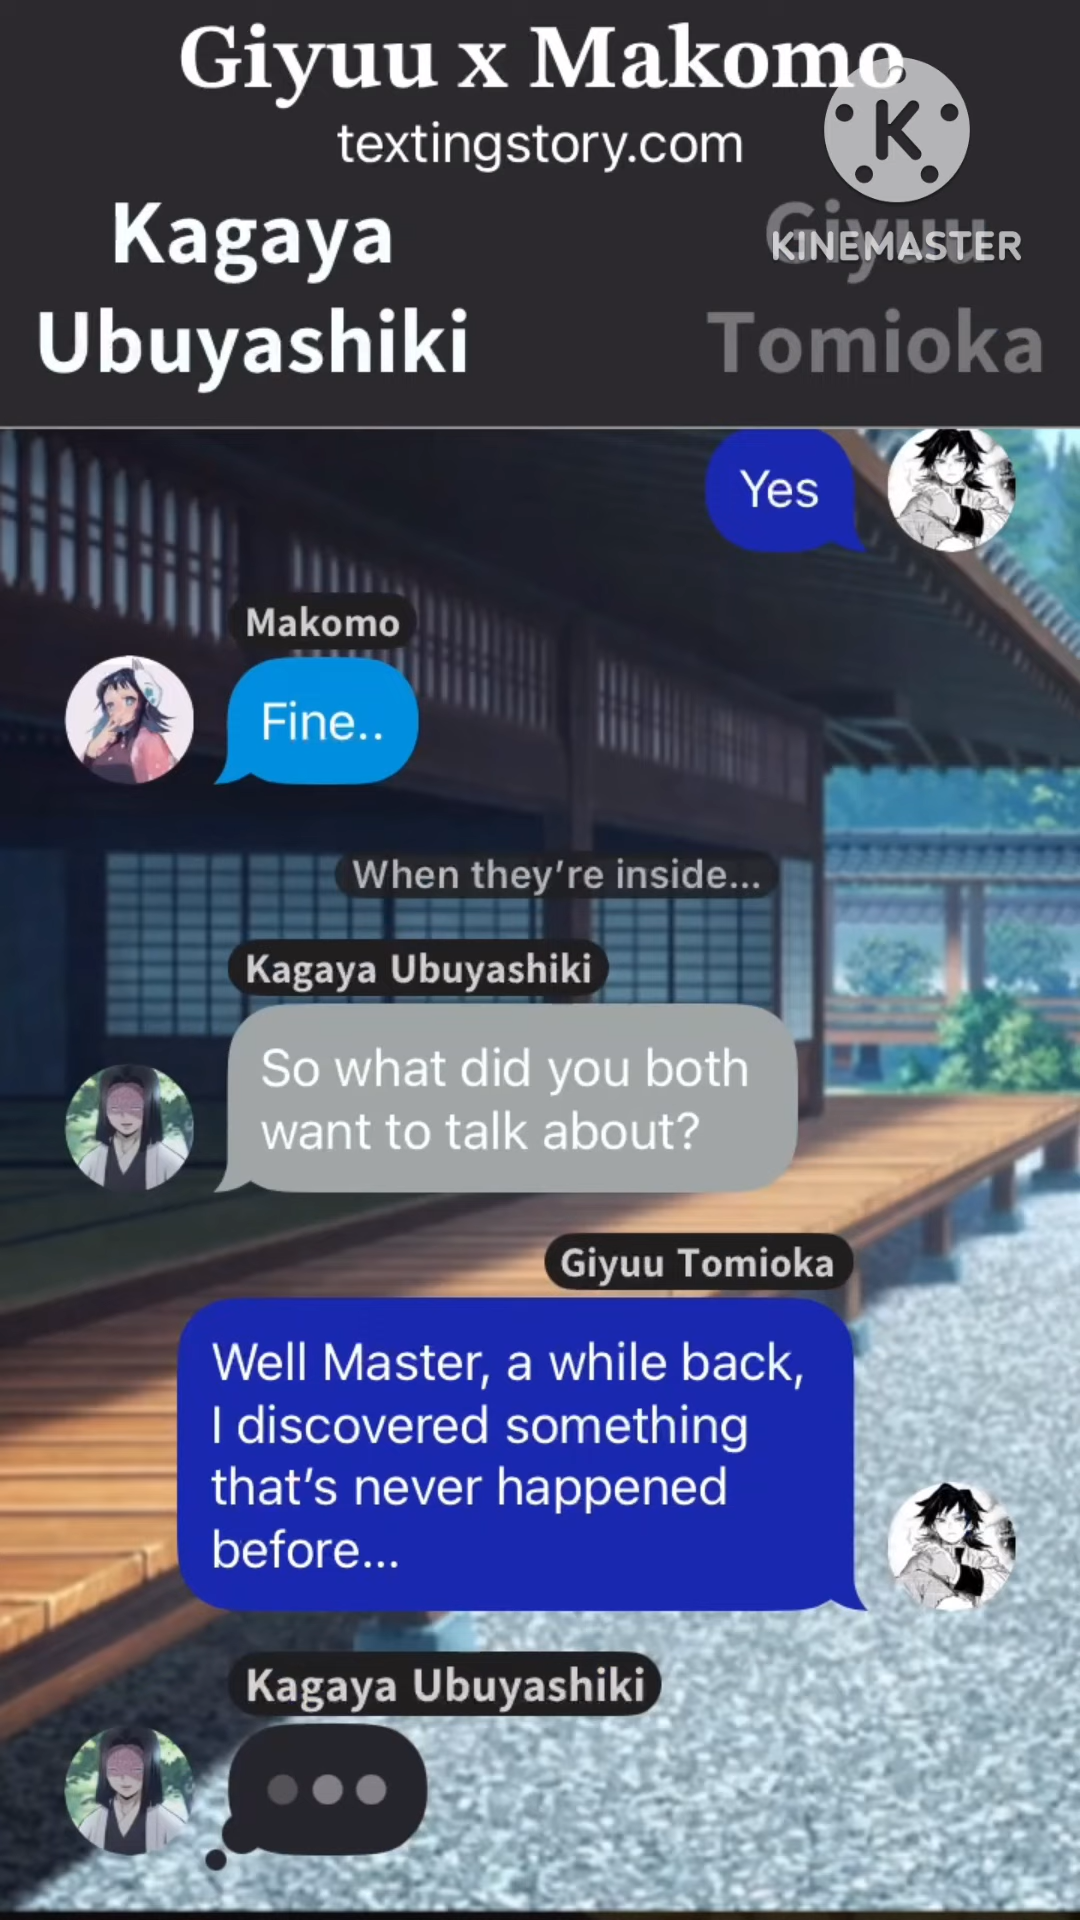 Giyuu x Makomo
textingstory.com
K
KINEMASTER
Kagaya
Ubuyashiki
Giyuu
Tomioka
Yes
Makomo
Fine..
When they’re inside...
Kagaya Ubuyashiki
So what did you both
want to talk about?
Giyuu Tomioka
Well Master, a while back,
I discovered something
that’s never happened
before...
Kagaya Ubuyashiki